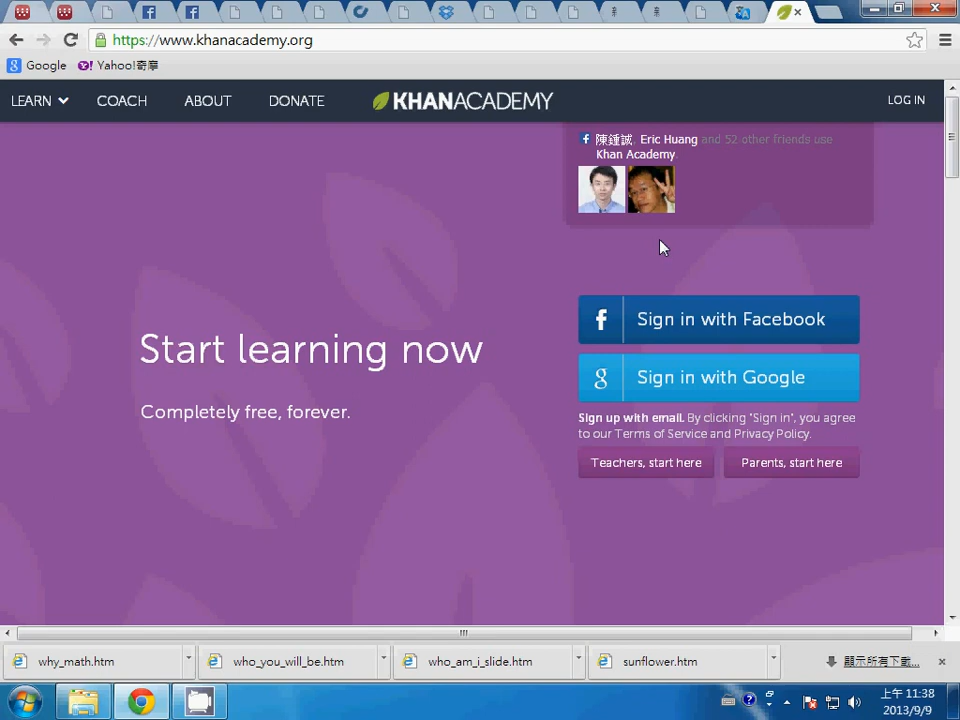 https://www.khanacademy.org
Google Yahoo!奇摩
LEARN COACH ABOUT DONATE KHANACADEMY LOG IN
陳鍾誠, Eric Huang and 52 other friends use
Khan Academy.
Start learning now
Completely free, forever.
Sign in with Facebook
Sign in with Google
Sign up with email. By clicking "Sign in", you agree
to our Terms of Service and Privacy Policy.
Teachers, start here Parents, start here
why_math.htm who_you_will_be.htm who_am_i_slide.htm sunflower.htm 顯示所有下載...
上午 11:38
2013/9/9